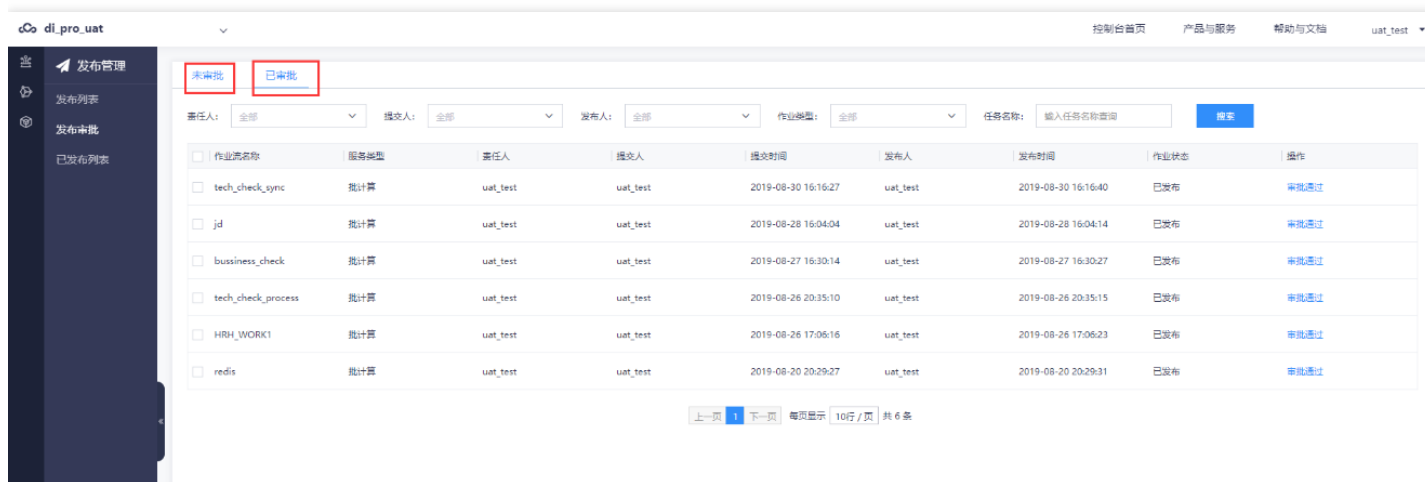 di_pro_uat 控制台首页 产品与服务 帮助与文档 uat_test
发布管理
发布列表
发布审批
已发布列表
未审批 已审批
责任人: 全部 提交人: 全部 发布人: 全部 作业类型: 全部 任务名称: 输入任务名称查询 搜索
作业流名称 服务类型 责任人 提交人 提交时间 发布人 发布时间 作业状态 操作
tech_check_sync 批计算 uat_test uat_test 2019-08-30 16:16:27 uat_test 2019-08-30 16:16:40 已发布 审批通过
jd 批计算 uat_test uat_test 2019-08-28 16:04:04 uat_test 2019-08-28 16:04:14 已发布 审批通过
bussiness_check 批计算 uat_test uat_test 2019-08-27 16:30:14 uat_test 2019-08-27 16:30:27 已发布 审批通过
tech_check_process 批计算 uat_test uat_test 2019-08-26 20:35:10 uat_test 2019-08-26 20:35:15 已发布 审批通过
HRH_WORK1 批计算 uat_test uat_test 2019-08-26 17:06:16 uat_test 2019-08-26 17:06:23 已发布 审批通过
redis 批计算 uat_test uat_test 2019-08-20 20:29:27 uat_test 2019-08-20 20:29:31 已发布 审批通过
上一页 1 下一页 每页显示 10行 / 页 共 6 条